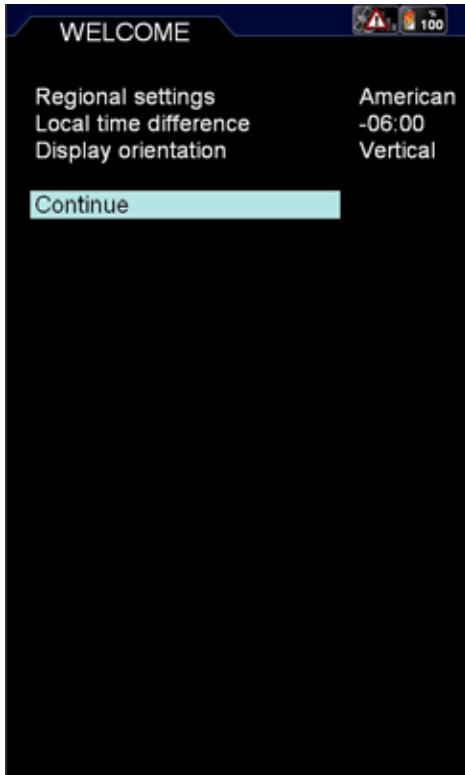 WELCOME
% 100
Regional settings American
Local time difference -06:00
Display orientation Vertical
Continue